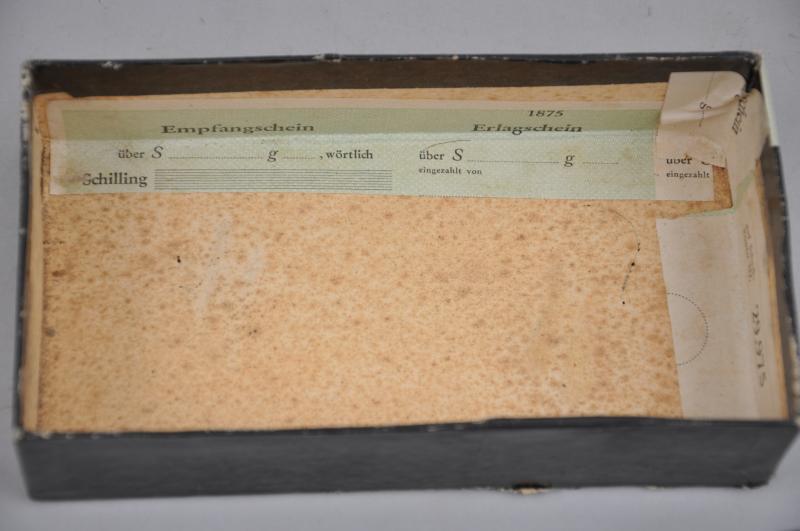 1875
Empfangschein Erlagschein
über S g , wörtlich über S g über
Schilling eingezahlt von eingezahlt